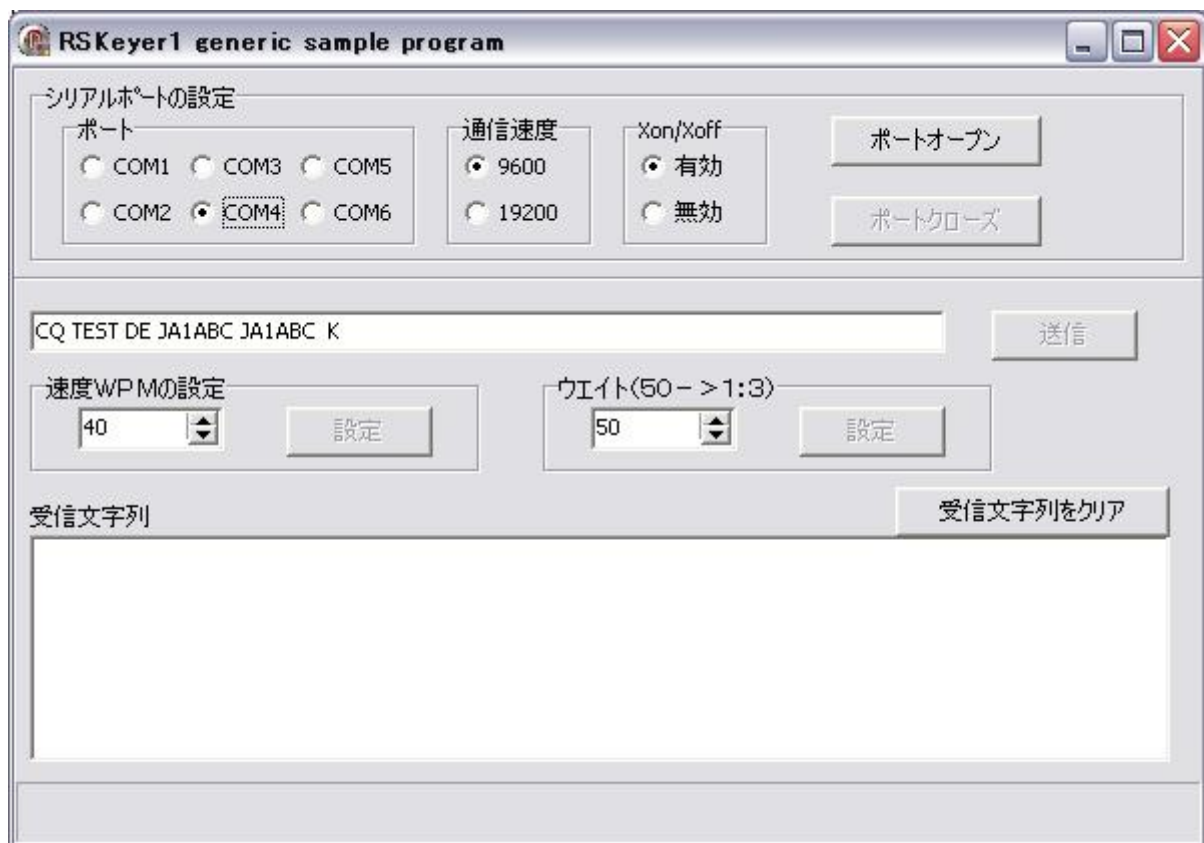 RSKeyer1 generic sample program
シリアルポートの設定
ポート 通信速度 Xon/Xoff
COM1 COM3 COM5 9600 有効 ポートオープン
COM2 COM4 COM6 19200 無効 ポートクローズ
CQ TEST DE JA1ABC JA1ABC  K 送信
速度WPMの設定 ウエイト(50ー>1:3)
40 設定 50 設定
受信文字列 受信文字列をクリア